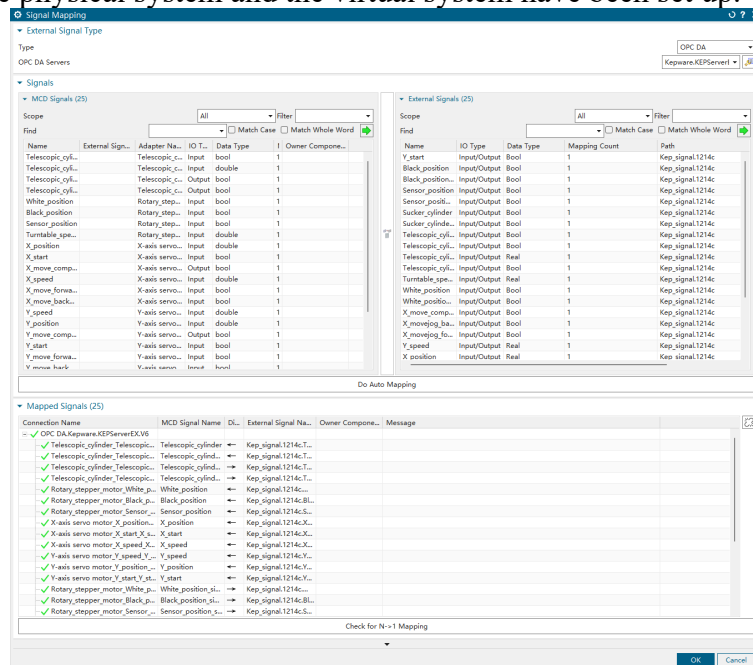 e physical system and the virtual system have been set up.
Signal Mapping
External Signal Type
Type OPC DA
OPC DA Servers Kepware.KEPServerE
Signals
MCD Signals (25)
Scope All Filter
Find Match Case Match Whole Word
Name External Sign... Adapter Na... IO T... Data Type ! Owner Compone...
Telescopic_cyli... Telescopic_c... Input bool 1
Telescopic_cyli... Telescopic_c... Input double 1
Telescopic_cyli... Telescopic_c... Output bool 1
Telescopic_cyli... Telescopic_c... Output bool 1
White_position Rotary_step... Input bool 1
Black_position Rotary_step... Input bool 1
Sensor_position Rotary_step... Input bool 1
Turntable_spe... Rotary_step... Input double 1
X_position X-axis servo... Input double 1
X_start X-axis servo... Input bool 1
X_move_comp... X-axis servo... Output bool 1
X_speed X-axis servo... Input double 1
X_move_forwa... X-axis servo... Input bool 1
X_move_back... X-axis servo... Input bool 1
Y_speed Y-axis servo... Input double 1
Y_position Y-axis servo... Input double 1
Y_move_comp... Y-axis servo... Output bool 1
Y_start Y-axis servo... Input bool 1
Y_move_forwa... Y-axis servo... Input bool 1
Y_move_back Y-axis servo Input bool 1
External Signals (25)
Scope All Filter
Find Match Case Match Whole Word
Name IO Type Data Type Mapping Count Path
Y_start Input/Output Bool 1 Kep_signal.1214c
Black_position Input/Output Bool 1 Kep_signal.1214c
Black_position... Input/Output Bool 1 Kep_signal.1214c
Sensor_position Input/Output Bool 1 Kep_signal.1214c
Sensor_positi... Input/Output Bool 1 Kep_signal.1214c
Sucker_cylinder Input/Output Bool 1 Kep_signal.1214c
Sucker_cylinde... Input/Output Bool 1 Kep_signal.1214c
Telescopic_cyli... Input/Output Bool 1 Kep_signal.1214c
Telescopic_cyli... Input/Output Bool 1 Kep_signal.1214c
Telescopic_cyli... Input/Output Real 1 Kep_signal.1214c
Turntable_spe... Input/Output Real 1 Kep_signal.1214c
White_position Input/Output Bool 1 Kep_signal.1214c
White_positio... Input/Output Bool 1 Kep_signal.1214c
X_move_comp... Input/Output Bool 1 Kep_signal.1214c
X_movejog_ba... Input/Output Bool 1 Kep_signal.1214c
X_movejog_fo... Input/Output Bool 1 Kep_signal.1214c
Y_speed Input/Output Real 1 Kep_signal.1214c
X_position Input/Output Real 1 Kep_signal.1214c
Do Auto Mapping
Mapped Signals (25)
Connection Name MCD Signal Name Di... External Signal Na... Owner Compone... Message
OPC DA.Kepware.KEPServerEX.V6
Telescopic_cylinder_Telescopic... Telescopic_cylinder ← Kep_signal.1214c.T...
Telescopic_cylinder_Telescopic... Telescopic_cylind... ← Kep_signal.1214c.T...
Telescopic_cylinder_Telescopic... Telescopic_cylind... → Kep_signal.1214c.T...
Telescopic_cylinder_Telescopic... Telescopic_cylind... → Kep_signal.1214c.T...
Rotary_stepper_motor_White_p... White_position ← Kep_signal.1214c....
Rotary_stepper_motor_Black_p... Black_position ← Kep_signal.1214c.Bl...
Rotary_stepper_motor_Sensor_... Sensor_position ← Kep_signal.1214c.S...
X-axis servo motor_X_position... X_position ← Kep_signal.1214c.X...
X-axis servo motor_X_start_X_s... X_start ← Kep_signal.1214c.X...
X-axis servo motor_X_speed_X... X_speed ← Kep_signal.1214c.X...
Y-axis servo motor_Y_speed_Y_... Y_speed ← Kep_signal.1214c.Y...
Y-axis servo motor_Y_position_... Y_position ← Kep_signal.1214c.Y...
Y-axis servo motor_Y_start_Y_st... Y_start ← Kep_signal.1214c.Y...
Rotary_stepper_motor_White_p... White_position_si... → Kep_signal.1214c....
Rotary_stepper_motor_Black_p... Black_position_si... → Kep_signal.1214c.Bl...
Rotary_stepper_motor_Sensor_... Sensor_position_s... → Kep_signal.1214c.S...
Check for N->1 Mapping
OK Cancel